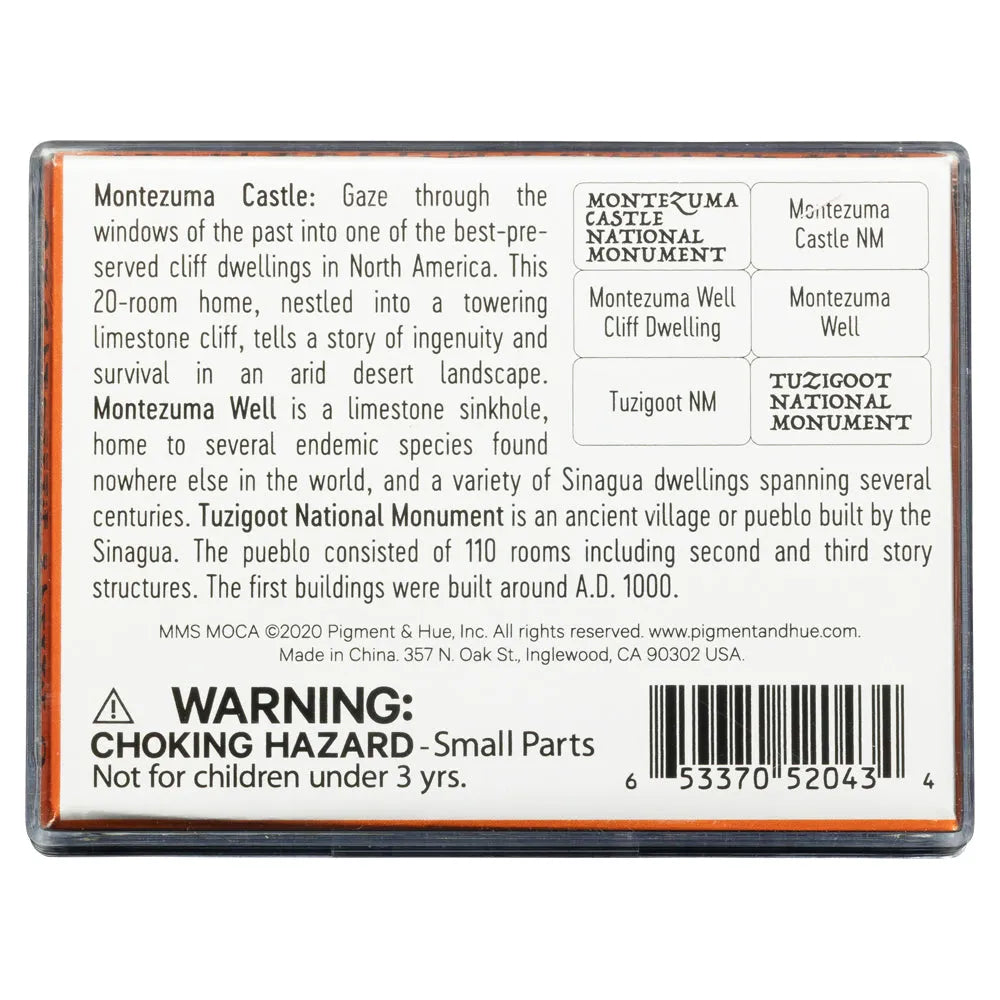 Montezuma Castle: Gaze through the
windows of the past into one of the best-pre-
served cliff dwellings in North America. This
20-room home, nestled into a towering
limestone cliff, tells a story of ingenuity and
survival in an arid desert landscape.
Montezuma Well is a limestone sinkhole,
home to several endemic species found
nowhere else in the world, and a variety of Sinagua dwellings spanning several
centuries. Tuzigoot National Monument is an ancient village or pueblo built by the
Sinagua. The pueblo consisted of 110 rooms including second and third story
structures. The first buildings were built around A.D. 1000.
MONTEZUMA
CASTLE
NATIONAL
MONUMENT
Montezuma
Castle NM
Montezuma Well
Cliff Dwelling
Montezuma
Well
Tuzigoot NM
TUZIGOOT
NATIONAL
MONUMENT
MMS MOCA ©2020 Pigment & Hue, Inc. All rights reserved. www.pigmentandhue.com.
Made in China. 357 N. Oak St., Inglewood, CA 90302 USA.
WARNING:
CHOKING HAZARD - Small Parts
Not for children under 3 yrs.
6 53370 52043 4